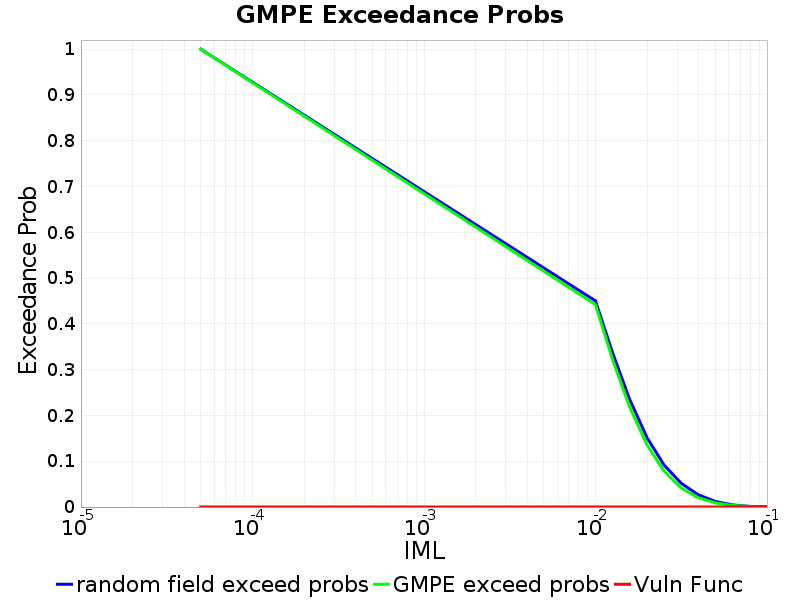 GMPE Exceedance Probs
1
0.9
0.8
0.7
0.6
0.5
0.4
0.3
0.2
0.1
0
Exceedance Prob
10-5 10-4 10-3 10-2 10-1
IML
random field exceed probs GMPE exceed probs Vuln Func